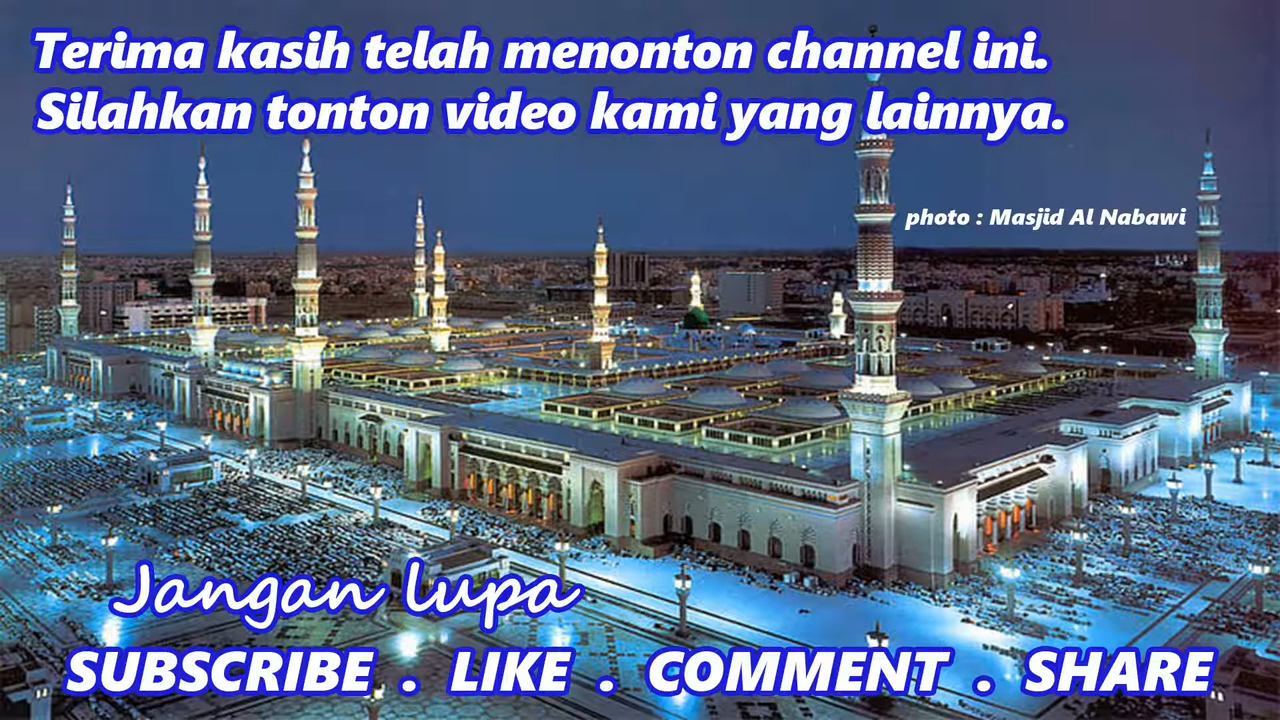 Terima kasih telah menonton channel ini.
Silahkan tonton video kami yang lainnya.
photo : Masjid Al Nabawi
Jangan lupa
SUBSCRIBE . LIKE . COMMENT . SHARE